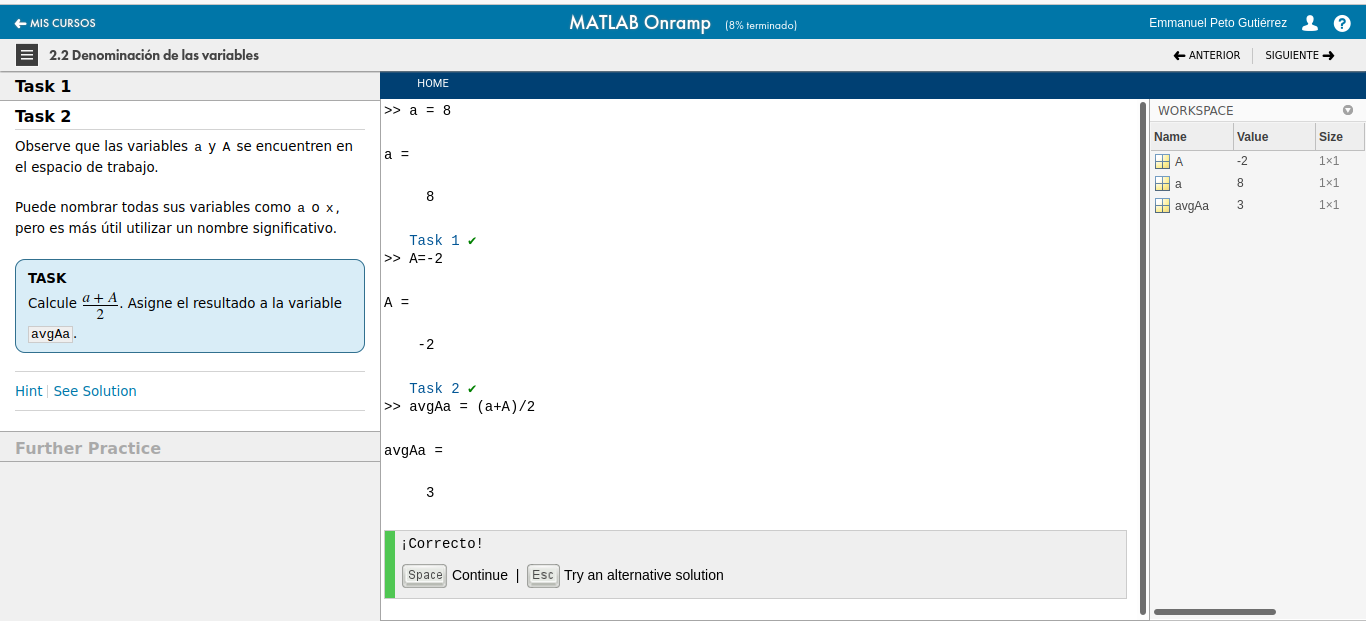 MIS CURSOS
MATLAB Onramp (8% terminado)
Emmanuel Peto Gutiérrez
2.2 Denominación de las variables
ANTERIOR
SIGUIENTE
Task 1
Task 2
Observe que las variables a y A se encuentren en
el espacio de trabajo.
Puede nombrar todas sus variables como a o x,
pero es más útil utilizar un nombre significativo.
TASK
Calcule (a + A)/2. Asigne el resultado a la variable
avgAa.
Hint | See Solution
Further Practice
HOME
>> a = 8
a =
8
Task 1 ✔
>> A=-2
A =
-2
Task 2 ✔
>> avgAa = (a+A)/2
avgAa =
3
¡Correcto!
Space Continue | Esc Try an alternative solution
WORKSPACE
Name Value Size
A -2 1×1
a 8 1×1
avgAa 3 1×1